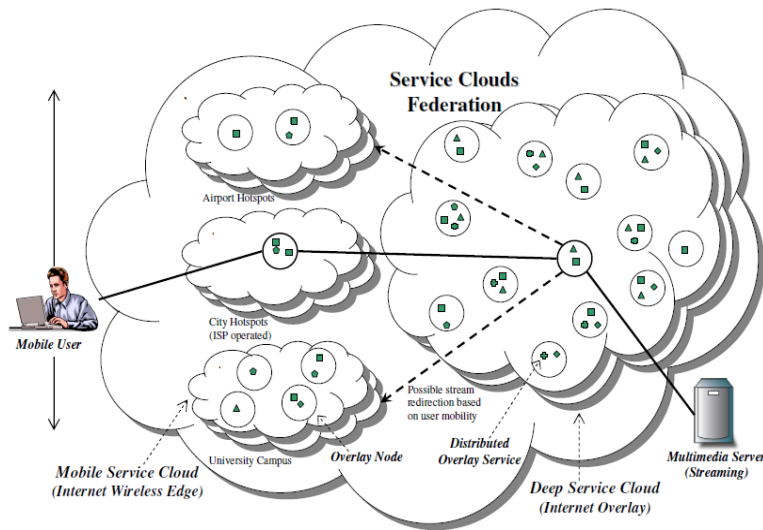 Service Clouds
Federation
Airport Hotspots
City Hotspots
(ISP operated)
Mobile User
Possible stream
redirection based
on user mobility
University Campus
Overlay Node
Distributed
Overlay Service
Multimedia Server
(Streaming)
Mobile Service Cloud
(Internet Wireless Edge)
Deep Service Cloud
(Internet Overlay)